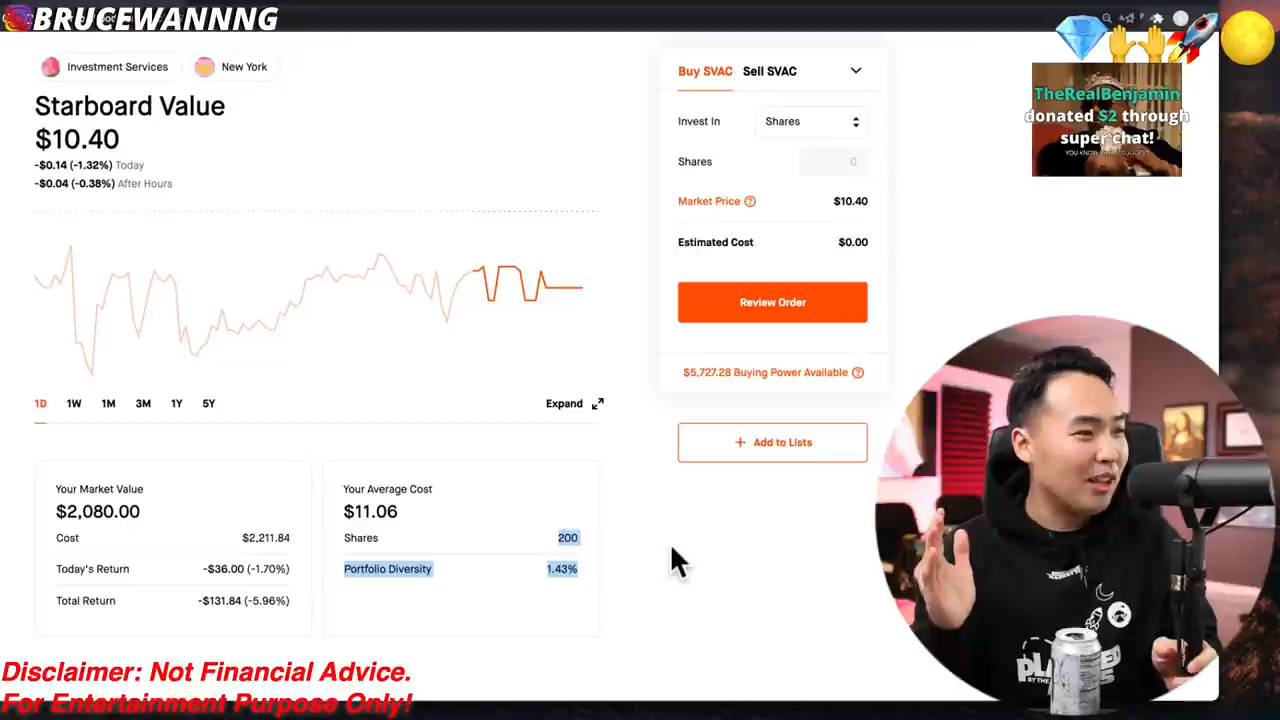 BRUCEWANNNG
Investment Services
New York
Starboard Value
$10.40
-$0.14 (-1.32%) Today
-$0.04 (-0.38%) After Hours
1D 1W 1M 3M 1Y 5Y
Expand
Your Market Value
$2,080.00
Cost $2,211.84
Today's Return -$36.00 (-1.70%)
Total Return -$131.84 (-5.96%)
Your Average Cost
$11.06
Shares 200
Portfolio Diversity 1.43%
Buy SVAC Sell SVAC
Invest In Shares
Shares 0
Market Price $10.40
Estimated Cost $0.00
Review Order
$5,727.28 Buying Power Available
+ Add to Lists
TheRealBenjamin
donated $2 through
super chat!
Disclaimer: Not Financial Advice.
For Entertainment Purpose Only!